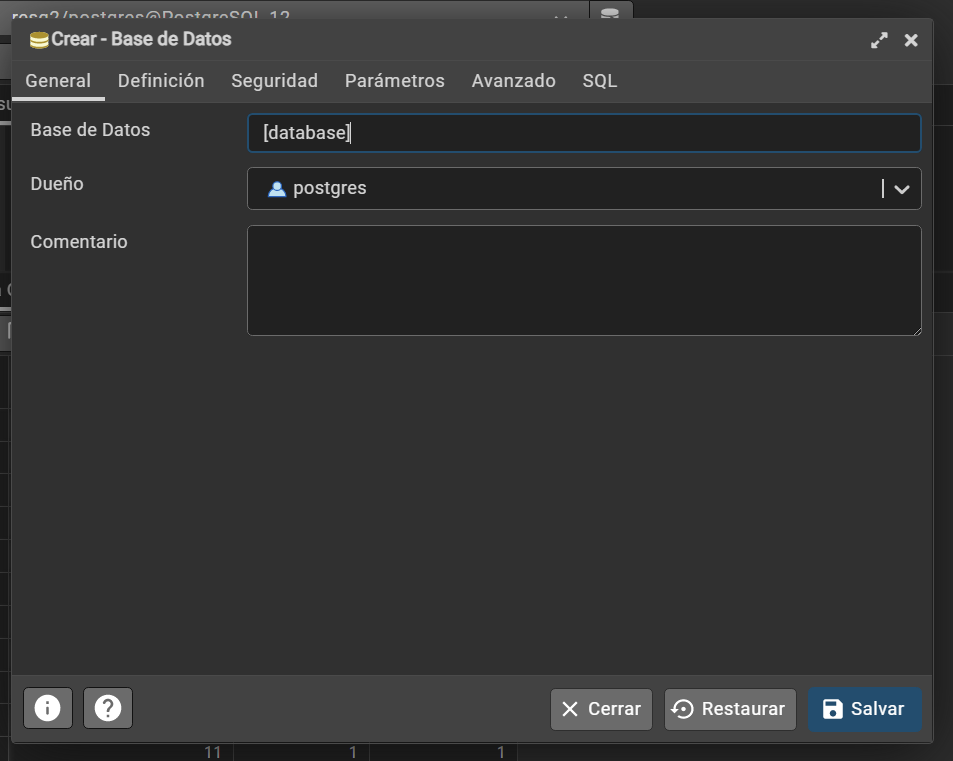 Crear - Base de Datos
General Definición Seguridad Parámetros Avanzado SQL
Base de Datos [database]
Dueño postgres
Comentario
Cerrar Restaurar Salvar
11 1 1